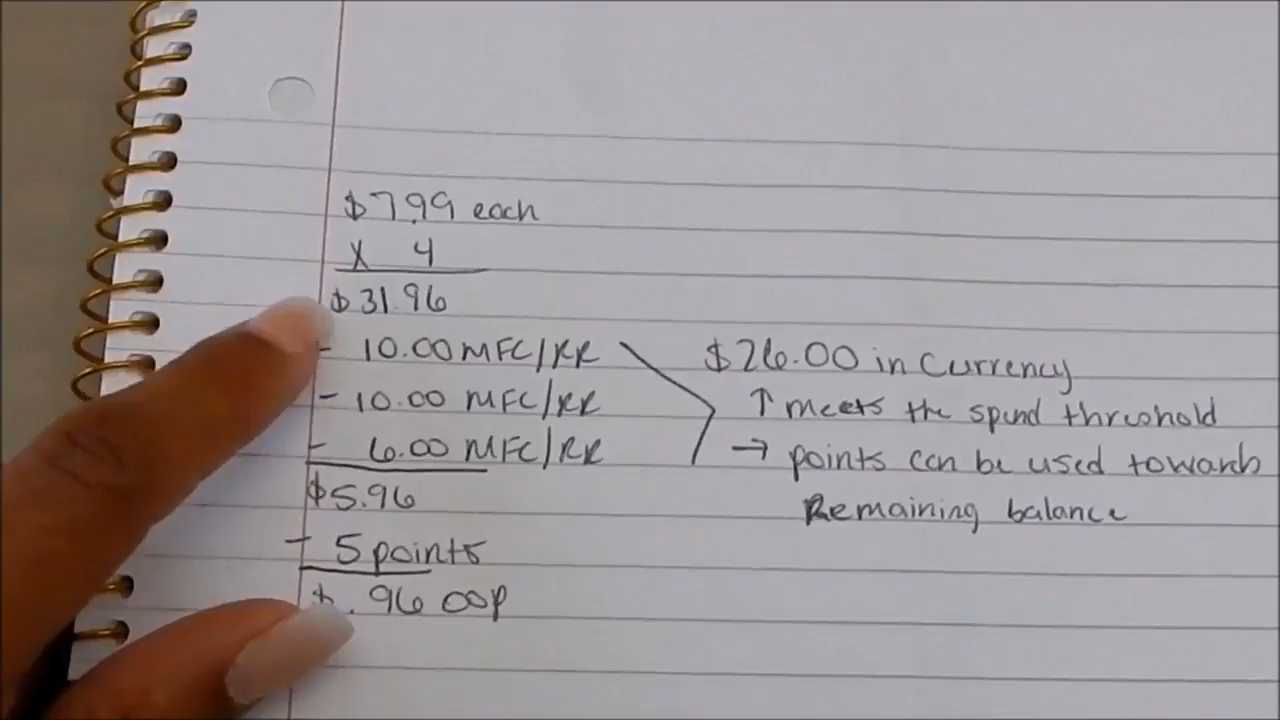 $7.99 each
X 4
$31.96
- 10.00 MFC/RR
- 10.00 MFC/RR
- 6.00 MFC/RR
$5.96
- 5 points
$.96 OOP
$26.00 in Currency
↑ meets the spend threshold
→ points can be used towards
Remaining balance